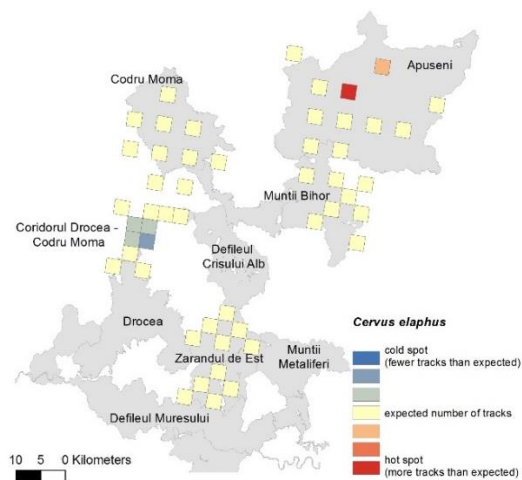 Codru Moma
Apuseni
Muntii Bihor
Coridorul Drocea -
Codru Moma
Defileul
Crisului Alb
Drocea
Zarandul de Est
Muntii
Metaliferi
Defileul Muresului
10 5 0 Kilometers
Cervus elaphus
cold spot
(fewer tracks than expected)
expected number of tracks
hot spot
(more tracks than expected)